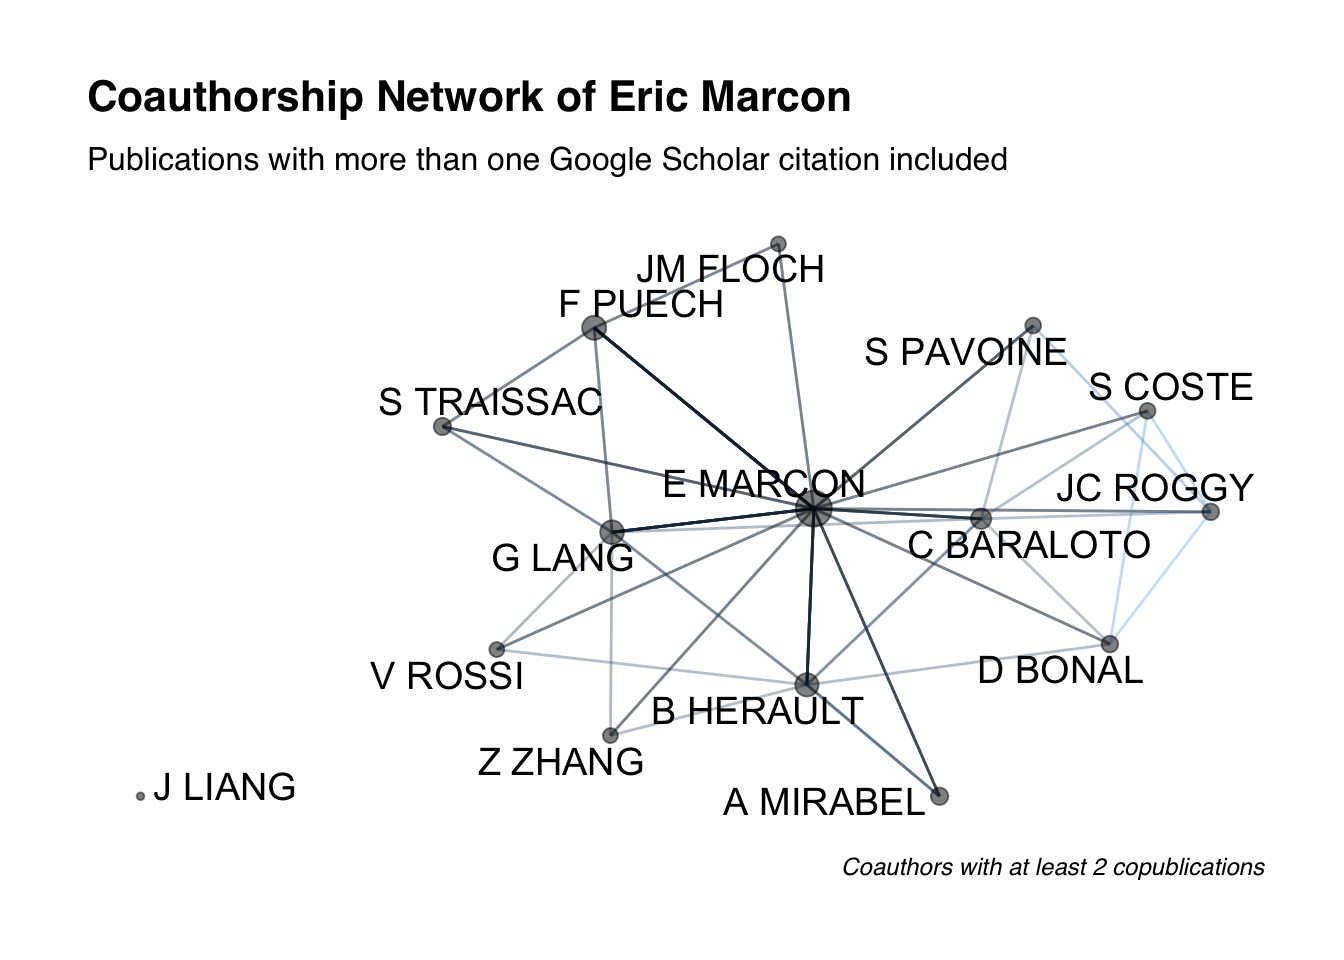 Coauthorship Network of Eric Marcon
Publications with more than one Google Scholar citation included
JM FLOCH
F PUECH
S PAVOINE
S COSTE
S TRAISSAC
E MARCON
JC ROGGY
C BARALOTO
G LANG
D BONAL
V ROSSI
B HERAULT
Z ZHANG
J LIANG
A MIRABEL
Coauthors with at least 2 copublications